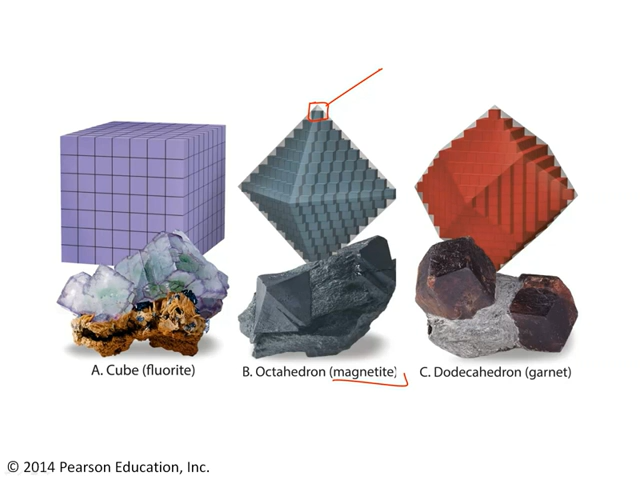 A. Cube (fluorite)
B. Octahedron (magnetite)
C. Dodecahedron (garnet)
© 2014 Pearson Education, Inc.